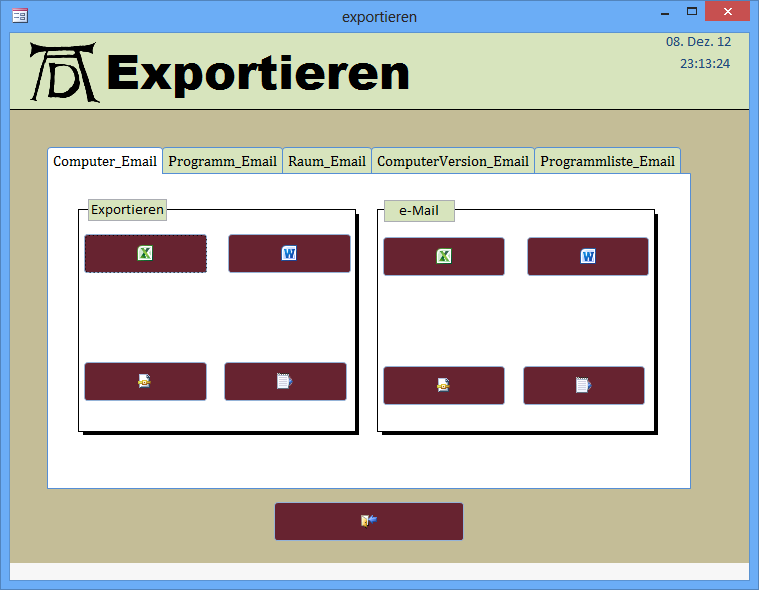 exportieren
08. Dez. 12
Exportieren
23:13:24
Computer_Email Programm_Email Raum_Email ComputerVersion_Email Programmliste_Email
Exportieren e-Mail